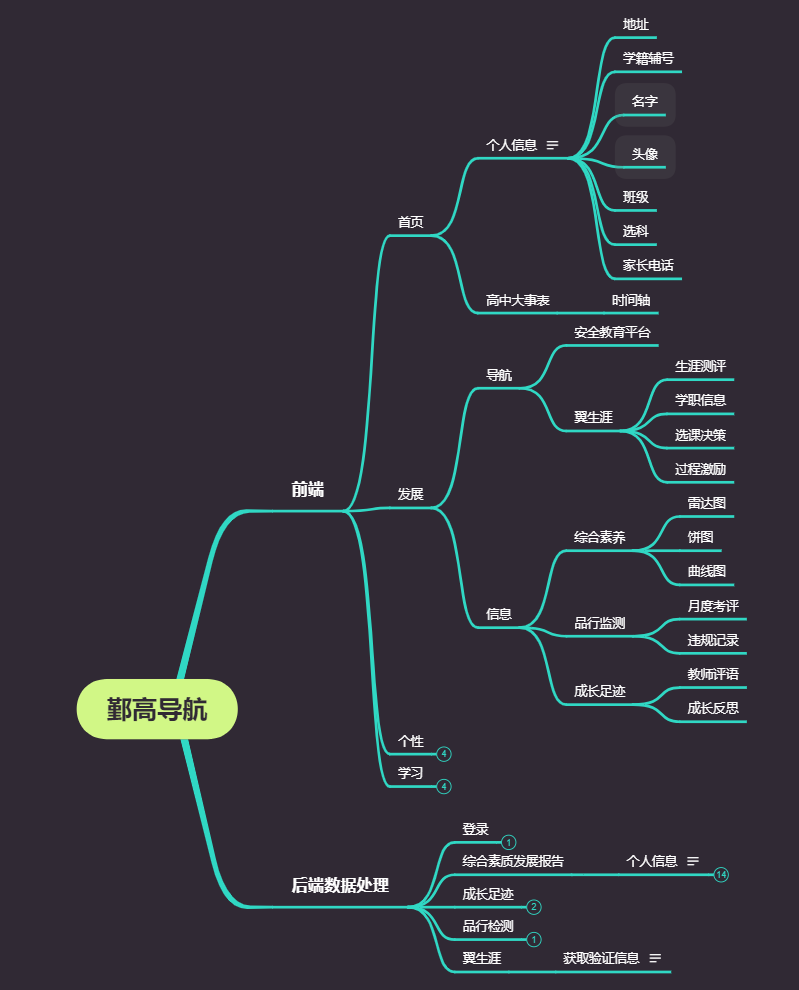 地址
学籍辅号
名字
个人信息
头像
班级
首页
选科
家长电话
高中大事表
时间轴
安全教育平台
生涯测评
导航
学职信息
翼生涯
选课决策
过程激励
前端
发展
雷达图
综合素养
饼图
曲线图
月度考评
信息
品行监测
违规记录
教师评语
成长足迹
成长反思
鄞高导航
个性
4
学习
4
登录
1
综合素质发展报告
个人信息
14
后端数据处理
成长足迹
2
品行检测
1
翼生涯
获取验证信息